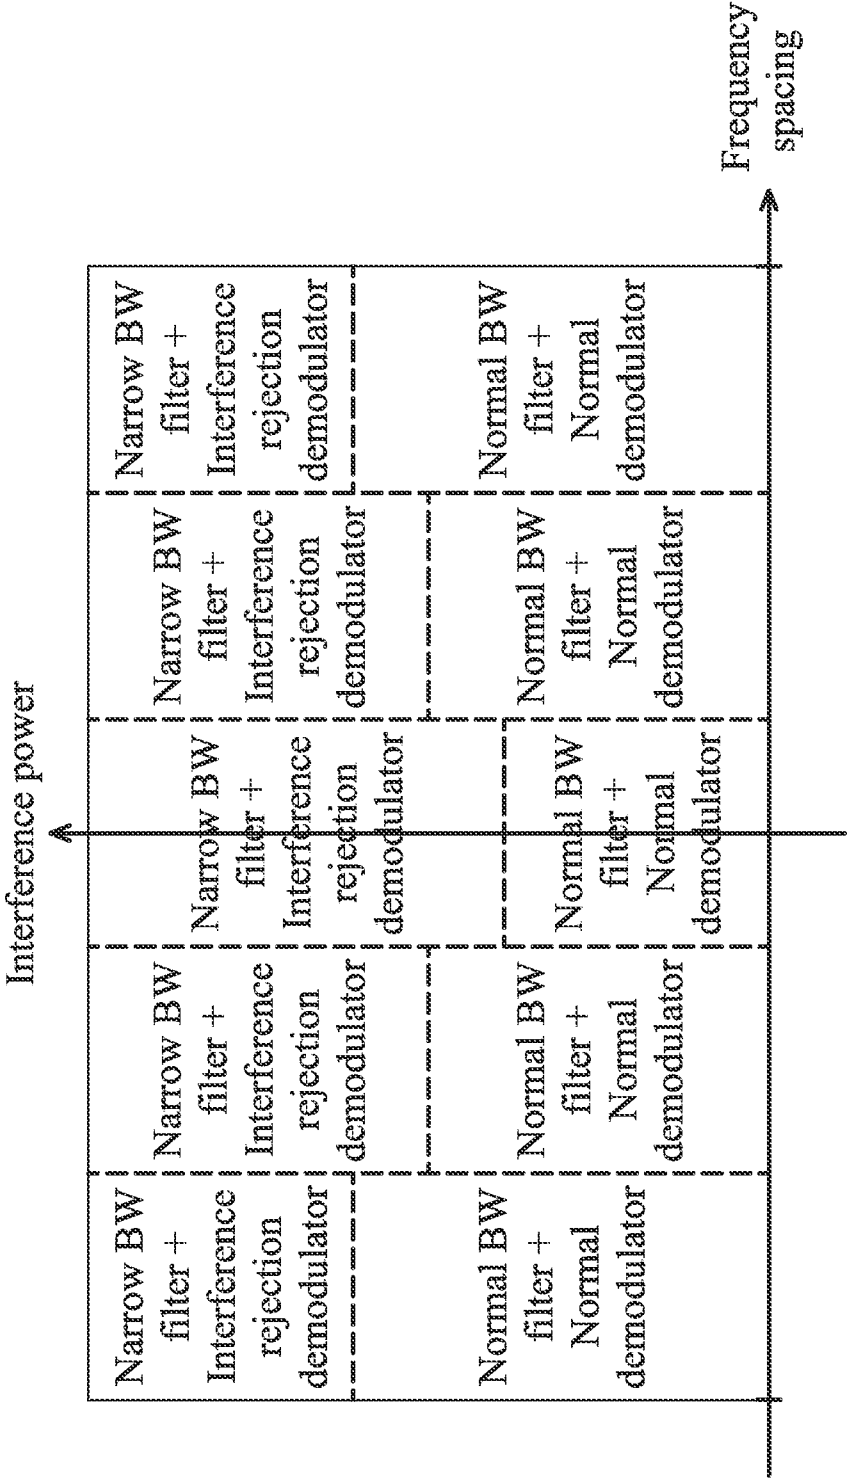 Interference power
Narrow BW
filter +
Interference
rejection
demodulator
Narrow BW
filter +
Interference
rejection
demodulator
Narrow BW
filter +
Interference
rejection
demodulator
Narrow BW
filter +
Interference
rejection
demodulator
Narrow BW
filter +
Interference
rejection
demodulator
Normal BW
filter +
Normal
demodulator
Normal BW
filter +
Normal
demodulator
Normal BW
filter +
Normal
demodulator
Normal BW
filter +
Normal
demodulator
Normal BW
filter +
Normal
demodulator
Frequency
spacing